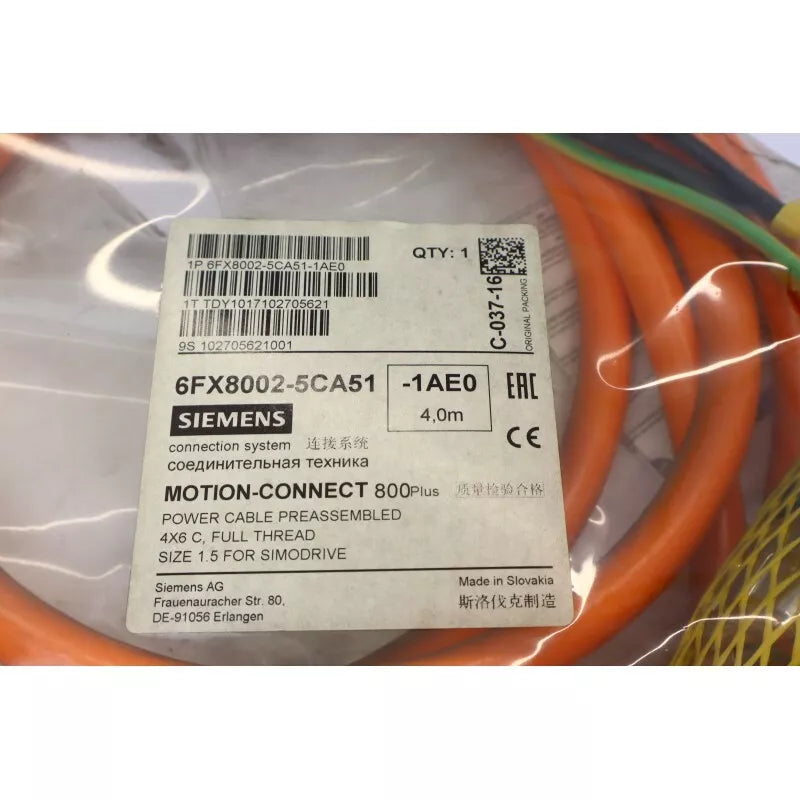 1P 6FX8002-5CA51-1AE0
QTY: 1
1T TDY1017102705621
9S 102705621001
C-037-16
ORIGINAL PACKING
6FX8002-5CA51
-1AE0
4,0m
EAC
SIEMENS
CE
connection system 连接系统
соединительная техника
MOTION-CONNECT 800Plus 质量检验合格
POWER CABLE PREASSEMBLED
4X6 C, FULL THREAD
SIZE 1.5 FOR SIMODRIVE
Siemens AG
Frauenauracher Str. 80,
DE-91056 Erlangen
Made in Slovakia
斯洛伐克制造